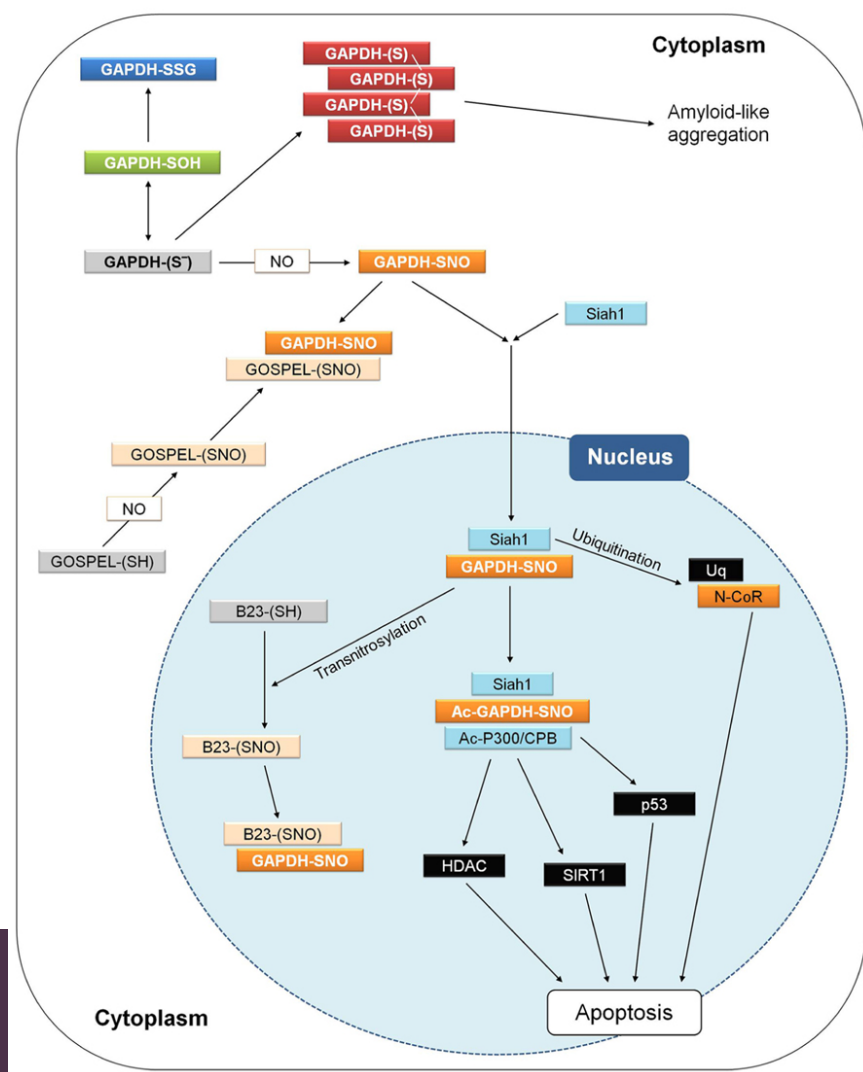 Cytoplasm
GAPDH-SSG
GAPDH-(S)
GAPDH-(S)
GAPDH-(S)
GAPDH-(S)
Amyloid-like
aggregation
GAPDH-SOH
GAPDH-(S⁻)
NO
GAPDH-SNO
Siah1
GAPDH-SNO
GOSPEL-(SNO)
GOSPEL-(SNO)
NO
GOSPEL-(SH)
Nucleus
Siah1
GAPDH-SNO
Ubiquitination
Uq
N-CoR
B23-(SH)
Transnitrosylation
Siah1
Ac-GAPDH-SNO
Ac-P300/CPB
B23-(SNO)
p53
B23-(SNO)
GAPDH-SNO
HDAC
SIRT1
Apoptosis
Cytoplasm